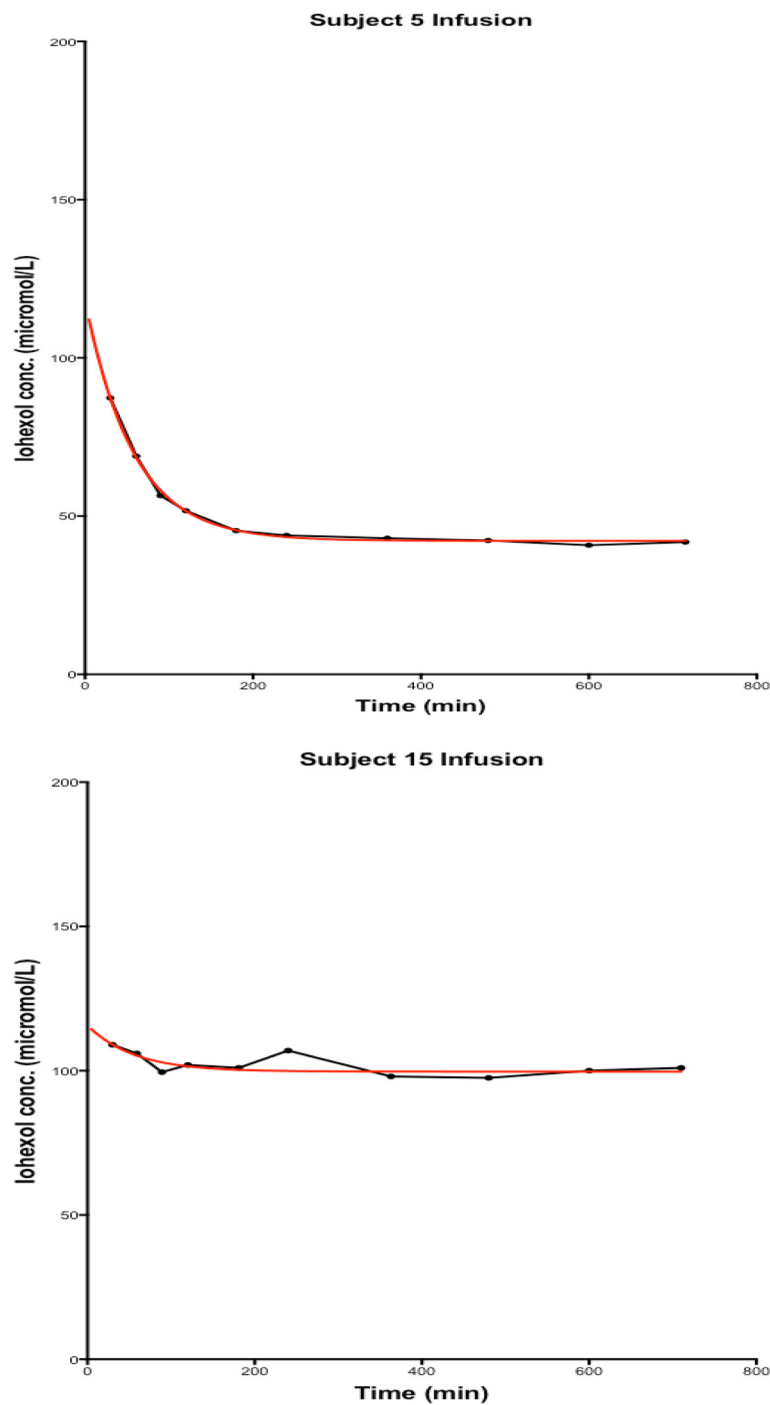 Subject 5 Infusion
200
150
100
50
0
Iohexol conc. (micromol/L)
0 200 400 600 800
Time (min)
Subject 15 Infusion
200
150
100
50
0
Iohexol conc. (micromol/L)
0 200 400 600 800
Time (min)